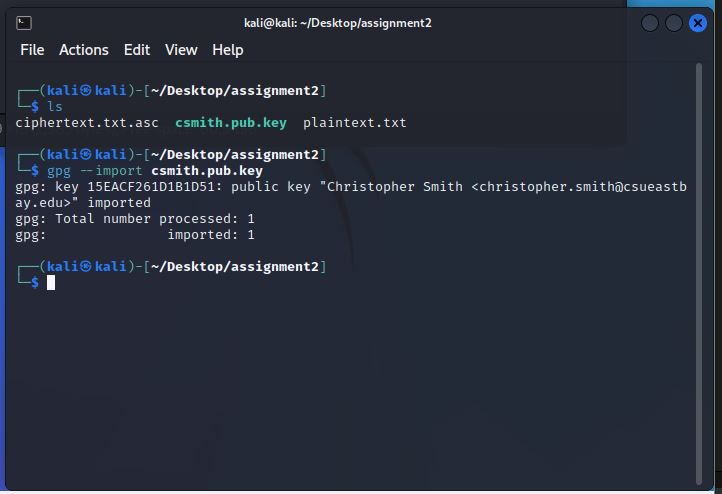 kali@kali: ~/Desktop/assignment2
File Actions Edit View Help
┌──(kali㉿kali)-[~/Desktop/assignment2]
└─$ ls
ciphertext.txt.asc csmith.pub.key plaintext.txt
┌──(kali㉿kali)-[~/Desktop/assignment2]
└─$ gpg --import csmith.pub.key
gpg: key 15EACF261D1B1D51: public key "Christopher Smith <christopher.smith@csueastb
ay.edu>" imported
gpg: Total number processed: 1
gpg:               imported: 1
┌──(kali㉿kali)-[~/Desktop/assignment2]
└─$